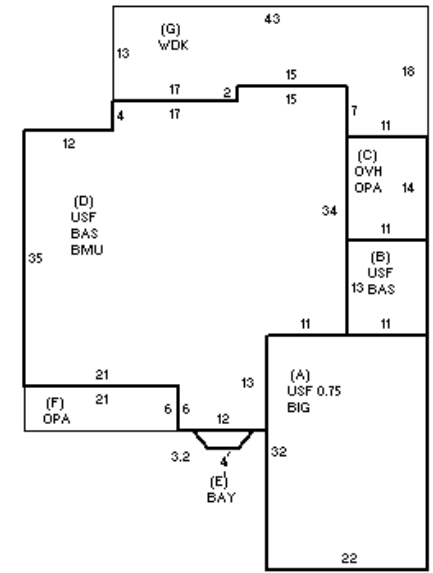 43
(G)
WDK
13
18
15
17
2
15
4
17
7
11
12
(C)
OVH
OPA
14
(D)
USF
BAS
BMU
34
11
35
(B)
USF
13 BAS
11
11
21
13
(A)
USF 0.75
BIG
21
(F)
OPA
6
6
12
3.2
4
32
(E)
BAY
22